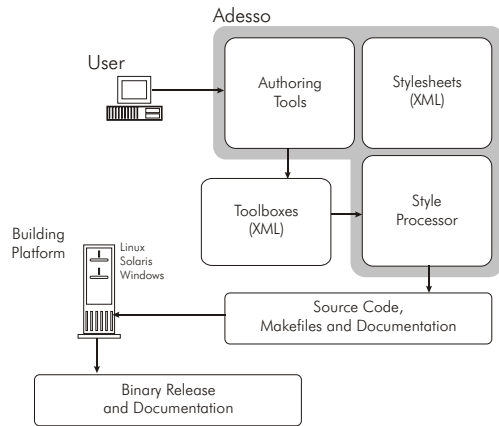 Adesso
User
Authoring
Tools
Stylesheets
(XML)
Toolboxes
(XML)
Style
Processor
Building
Platform
Linux
Solaris
Windows
Source Code,
Makefiles and Documentation
Binary Release
and Documentation